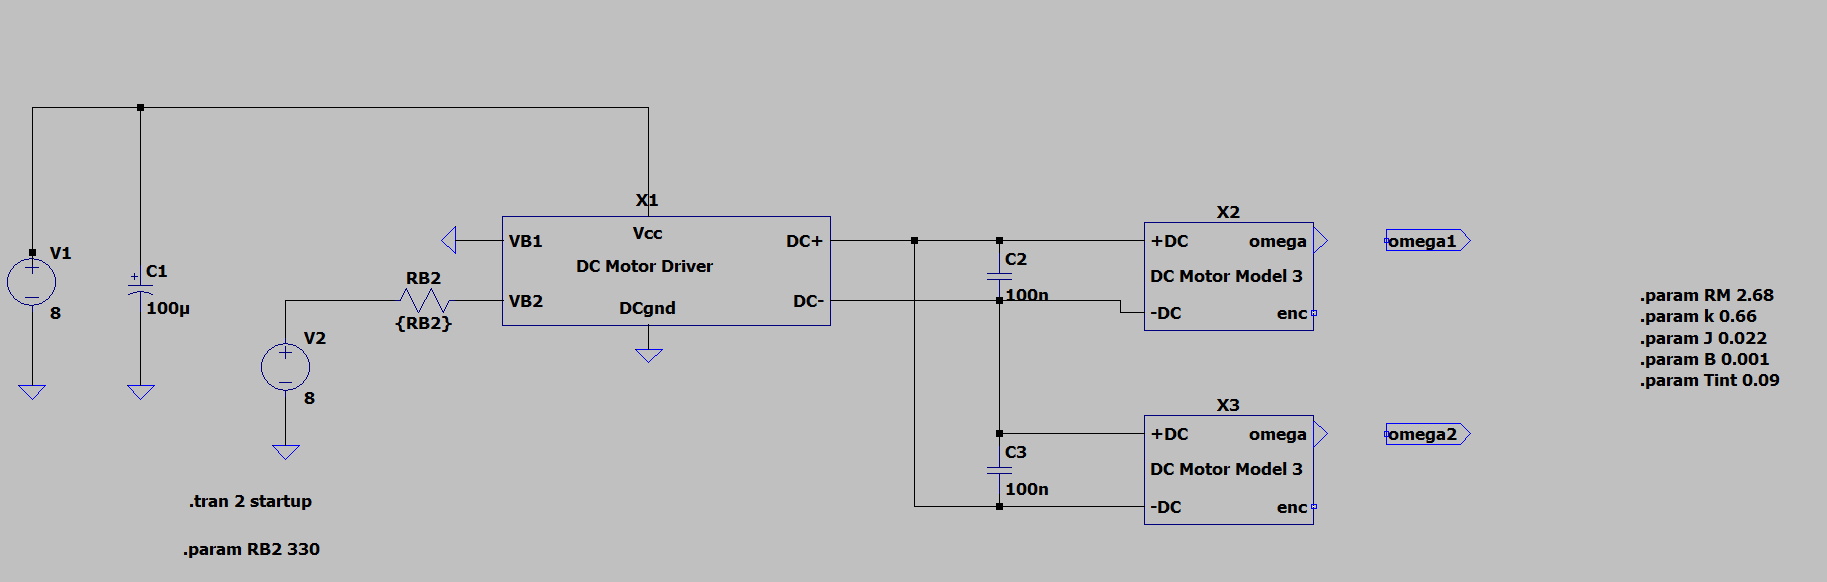 X1
X2
V1
8
+
C1
100µ
VB1
Vcc
DC+
DC Motor Driver
RB2
{RB2}
VB2
DCgnd
DC-
V2
8
C2
100n
+DC
omega
DC Motor Model 3
-DC
enc
omega1
X3
+DC
omega
DC Motor Model 3
-DC
enc
omega2
C3
100n
.param RM 2.68
.param k 0.66
.param J 0.022
.param B 0.001
.param Tint 0.09
.tran 2 startup
.param RB2 330